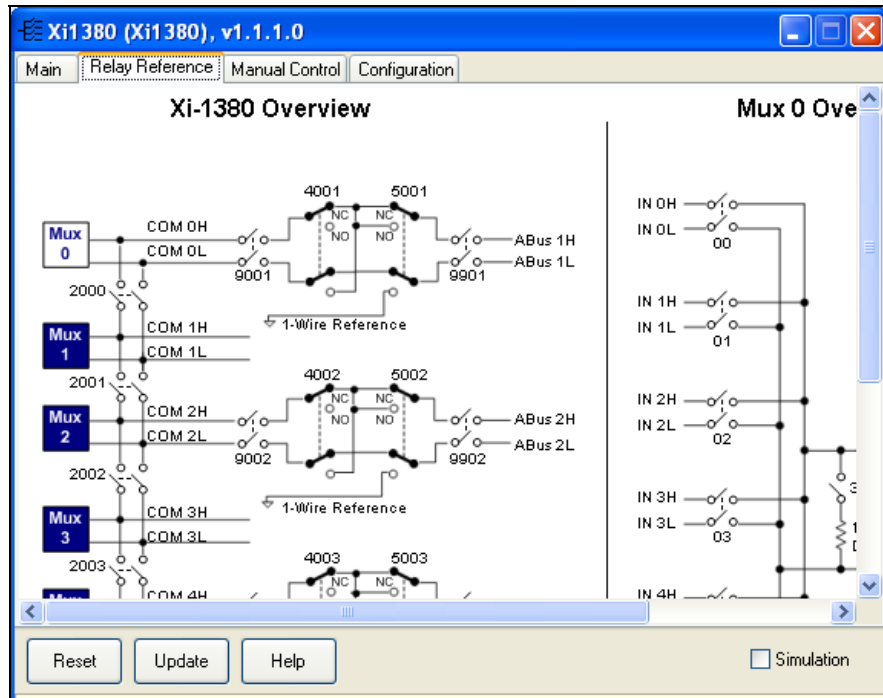 Xi1380 (Xi1380), v1.1.1.0
Main Relay Reference Manual Control Configuration
Xi-1380 Overview
4001 5001
NC NC
NO NO
Mux 0
COM 0H
COM 0L
9001
9901
ABus 1H
ABus 1L
1-Wire Reference
2000
Mux 1
COM 1H
COM 1L
2001
4002 5002
NC NC
NO NO
Mux 2
COM 2H
COM 2L
9002
9902
ABus 2H
ABus 2L
1-Wire Reference
2002
Mux 3
COM 3H
COM 3L
2003
4003 5003
NC NC
Mux
COM 4H
Mux 0 Ove
IN 0H
IN 0L
00
IN 1H
IN 1L
01
IN 2H
IN 2L
02
IN 3H
IN 3L
03
3
1
IN 4H
Reset Update Help Simulation